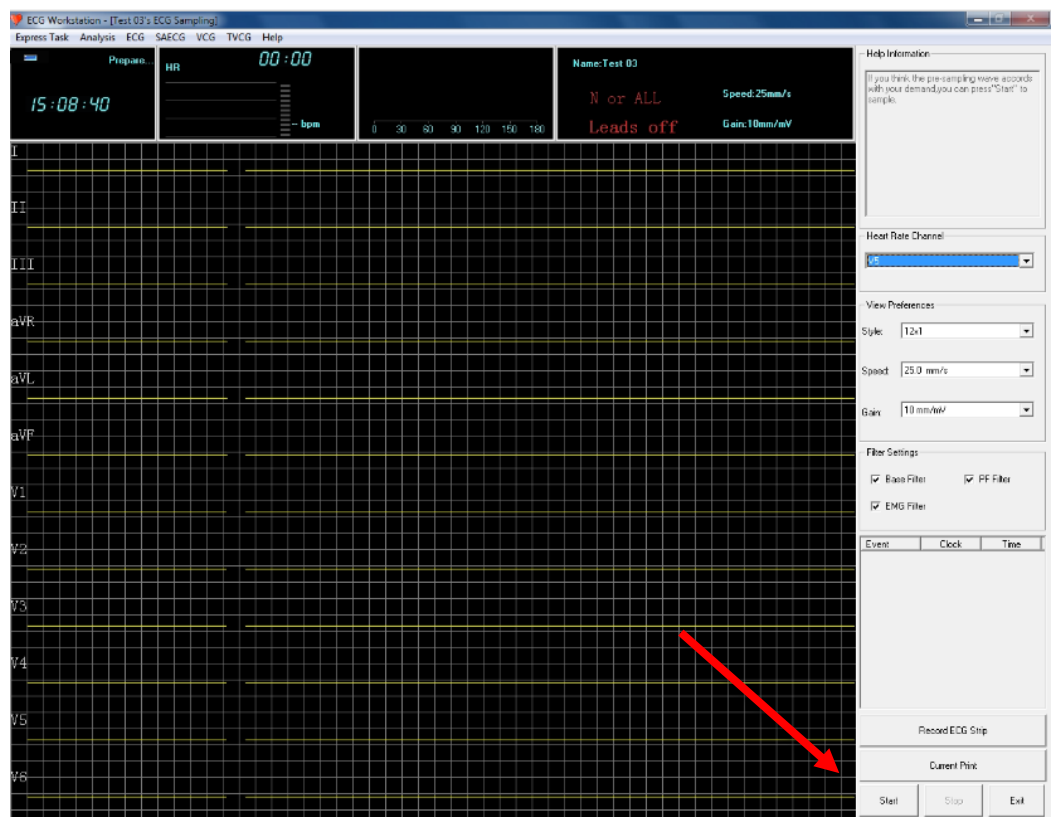 ECG Workstation - [Test 03's ECG Sampling]
Express Task Analysis ECG SAECG VCG TVCG Help
Prepare...
15:08:40
HR
00:00
-- bpm
0 30 60 90 120 150 180
Name:Test 03
N or ALL
Leads off
Speed:25mm/s
Gain:10mm/mV
I
II
III
aVR
aVL
aVF
V1
V2
V3
V4
V5
V6
Help Information
If you think the pre-sampling wave accords
with your demand,you can press"Start" to
sample.
Heart Rate Channel
V5
View Preferences
Style: 12x1
Speed: 25.0 mm/s
Gain: 10 mm/mV
Filter Settings
Base Filter PF Filter
EMG Filter
Event Clock Time
Record ECG Strip
Current Print
Start Stop Exit